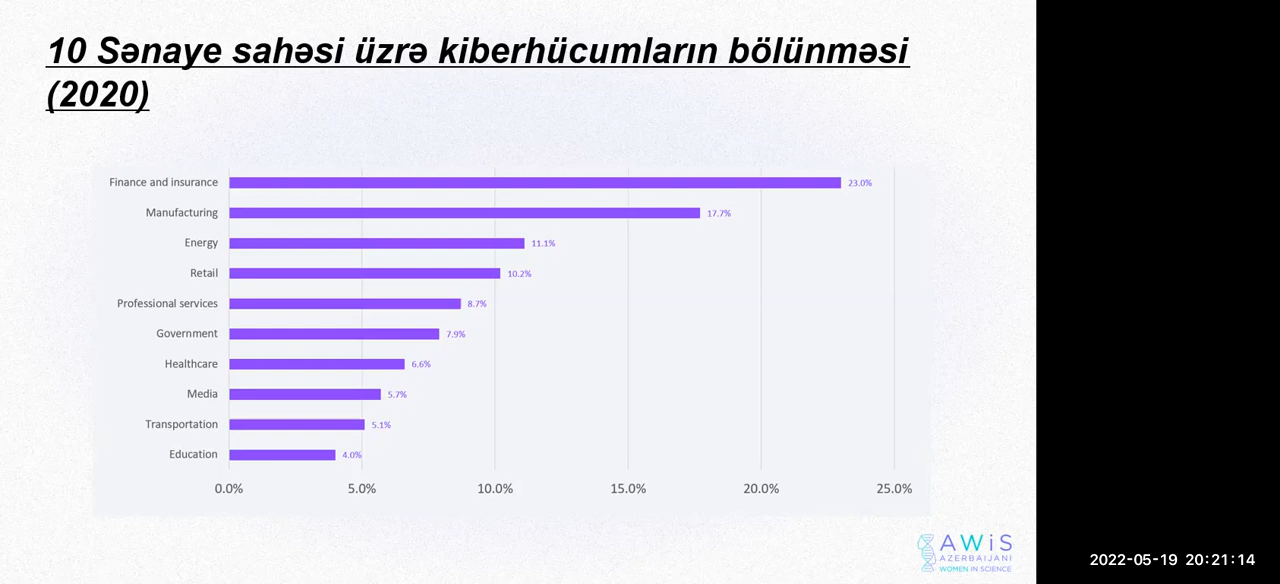 10 Sənaye sahəsi üzrə kiberhücumların bölünməsi
(2020)
Finance and insurance 23.0%
Manufacturing 17.7%
Energy 11.1%
Retail 10.2%
Professional services 8.7%
Government 7.9%
Healthcare 6.6%
Media 5.7%
Transportation 5.1%
Education 4.0%
0.0% 5.0% 10.0% 15.0% 20.0% 25.0%
AWiS
AZERBAIJANI
WOMEN IN SCIENCE
2022-05-19 20:21:14